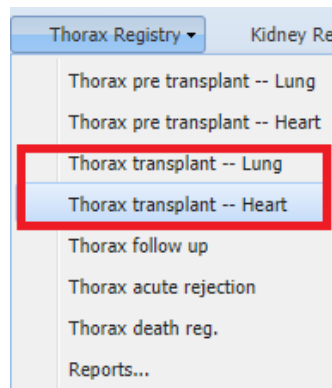 Thorax Registry Kidney Re
Thorax pre transplant -- Lung
Thorax pre transplant -- Heart
Thorax transplant -- Lung
Thorax transplant -- Heart
Thorax follow up
Thorax acute rejection
Thorax death reg.
Reports...